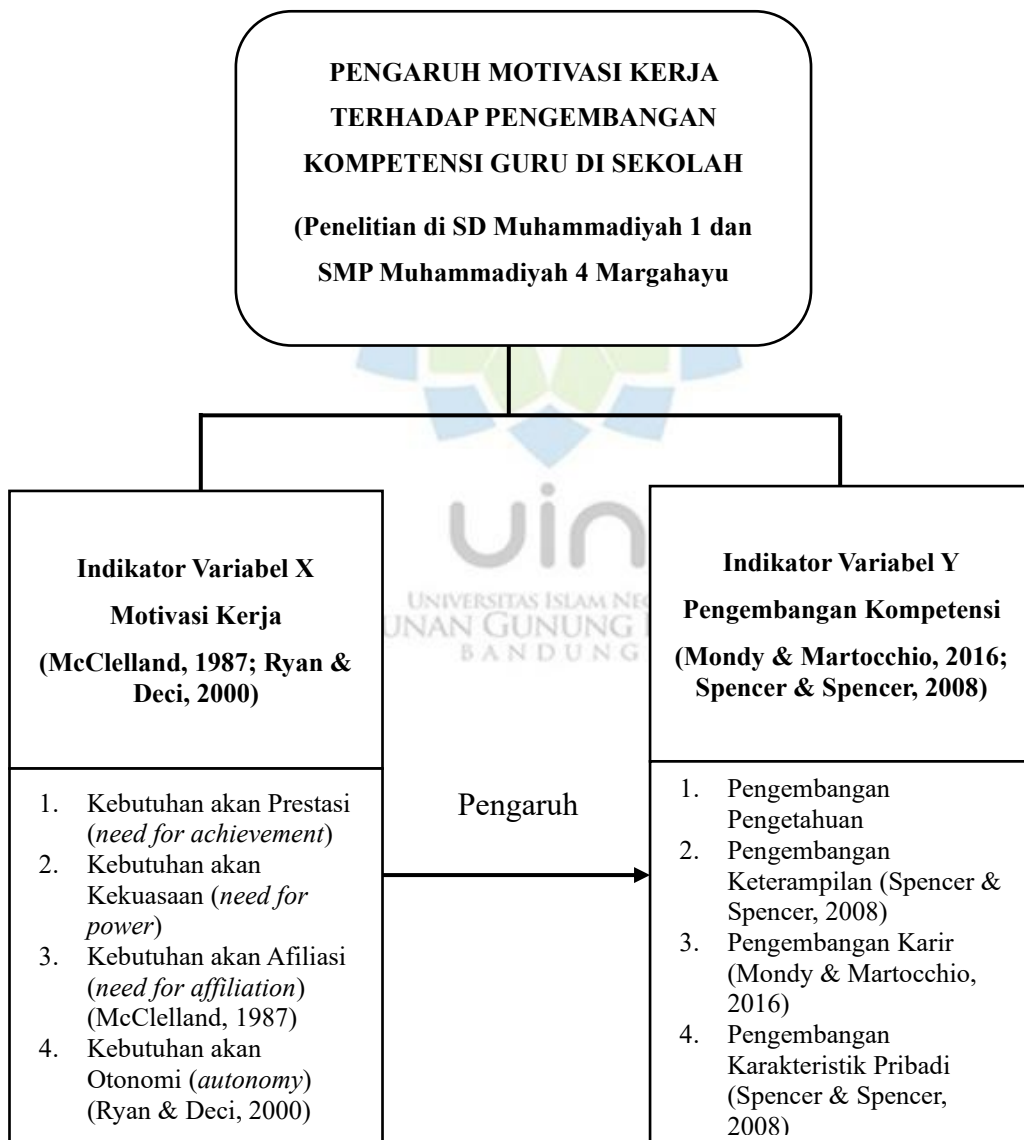 PENGARUH MOTIVASI KERJA
TERHADAP PENGEMBANGAN
KOMPETENSI GURU DI SEKOLAH
(Penelitian di SD Muhammadiyah 1 dan
SMP Muhammadiyah 4 Margahayu
uin
UNIVERSITAS ISLAM NE
UNAN GUNUNG
BANDUNG
Indikator Variabel X
Motivasi Kerja
(McClelland, 1987; Ryan &
Deci, 2000)
1. Kebutuhan akan Prestasi
(need for achievement)
2. Kebutuhan akan
Kekuasaan (need for
power)
3. Kebutuhan akan Afiliasi
(need for affiliation)
(McClelland, 1987)
4. Kebutuhan akan
Otonomi (autonomy)
(Ryan & Deci, 2000)
Pengaruh
Indikator Variabel Y
Pengembangan Kompetensi
(Mondy & Martocchio, 2016;
Spencer & Spencer, 2008)
1. Pengembangan
Pengetahuan
2. Pengembangan
Keterampilan (Spencer &
Spencer, 2008)
3. Pengembangan Karir
(Mondy & Martocchio,
2016)
4. Pengembangan
Karakteristik Pribadi
(Spencer & Spencer,
2008)